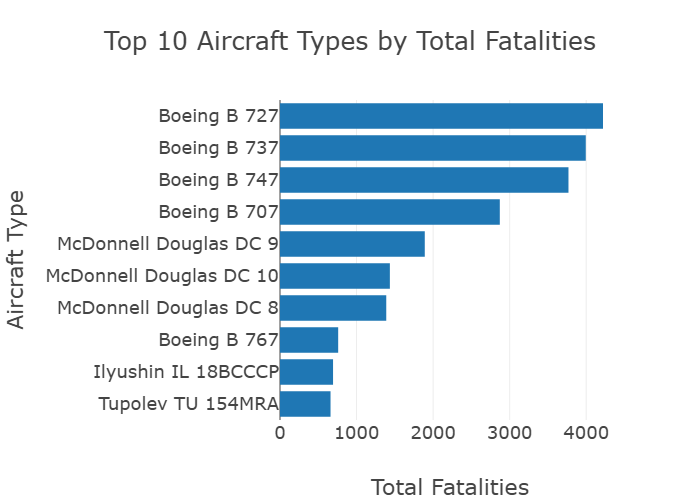 Top 10 Aircraft Types by Total Fatalities
Aircraft Type
Boeing B 727
Boeing B 737
Boeing B 747
Boeing B 707
McDonnell Douglas DC 9
McDonnell Douglas DC 10
McDonnell Douglas DC 8
Boeing B 767
Ilyushin IL 18BCCCP
Tupolev TU 154MRA
0 1000 2000 3000 4000
Total Fatalities